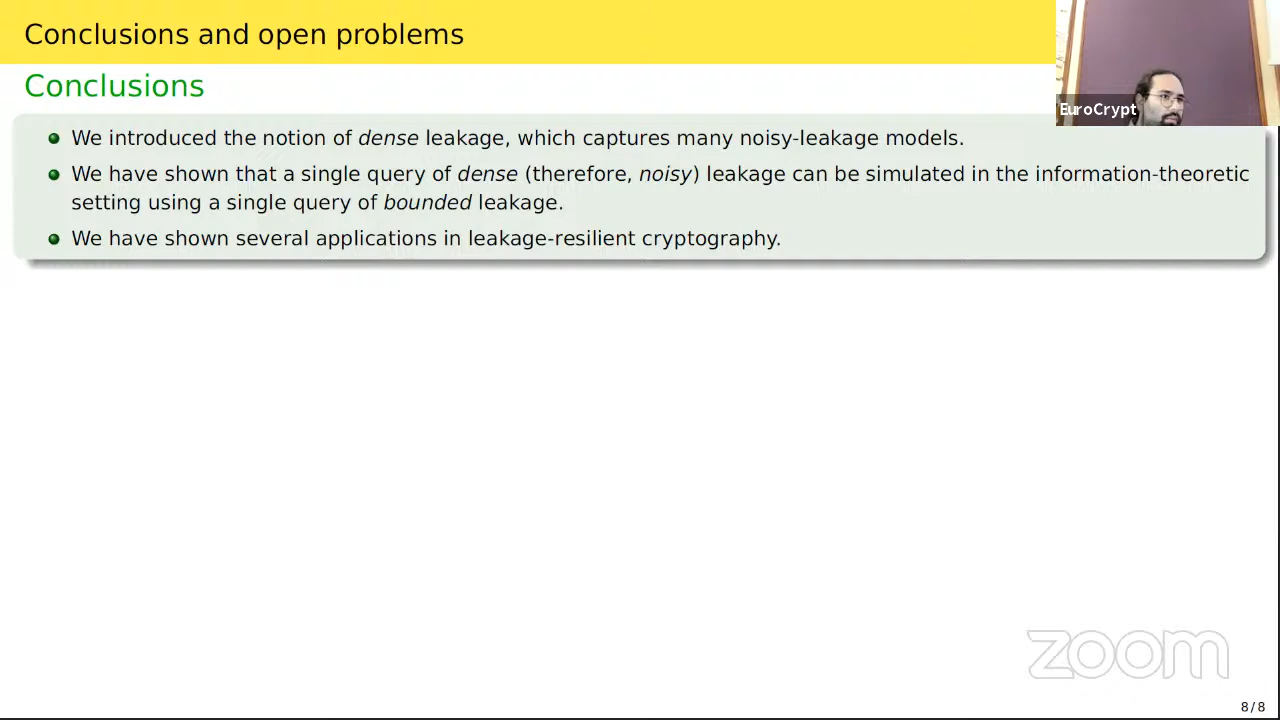 Conclusions and open problems
Conclusions
EuroCrypt
We introduced the notion of dense leakage, which captures many noisy-leakage models.
We have shown that a single query of dense (therefore, noisy) leakage can be simulated in the information-theoretic
setting using a single query of bounded leakage.
We have shown several applications in leakage-resilient cryptography.
zoom
8/8